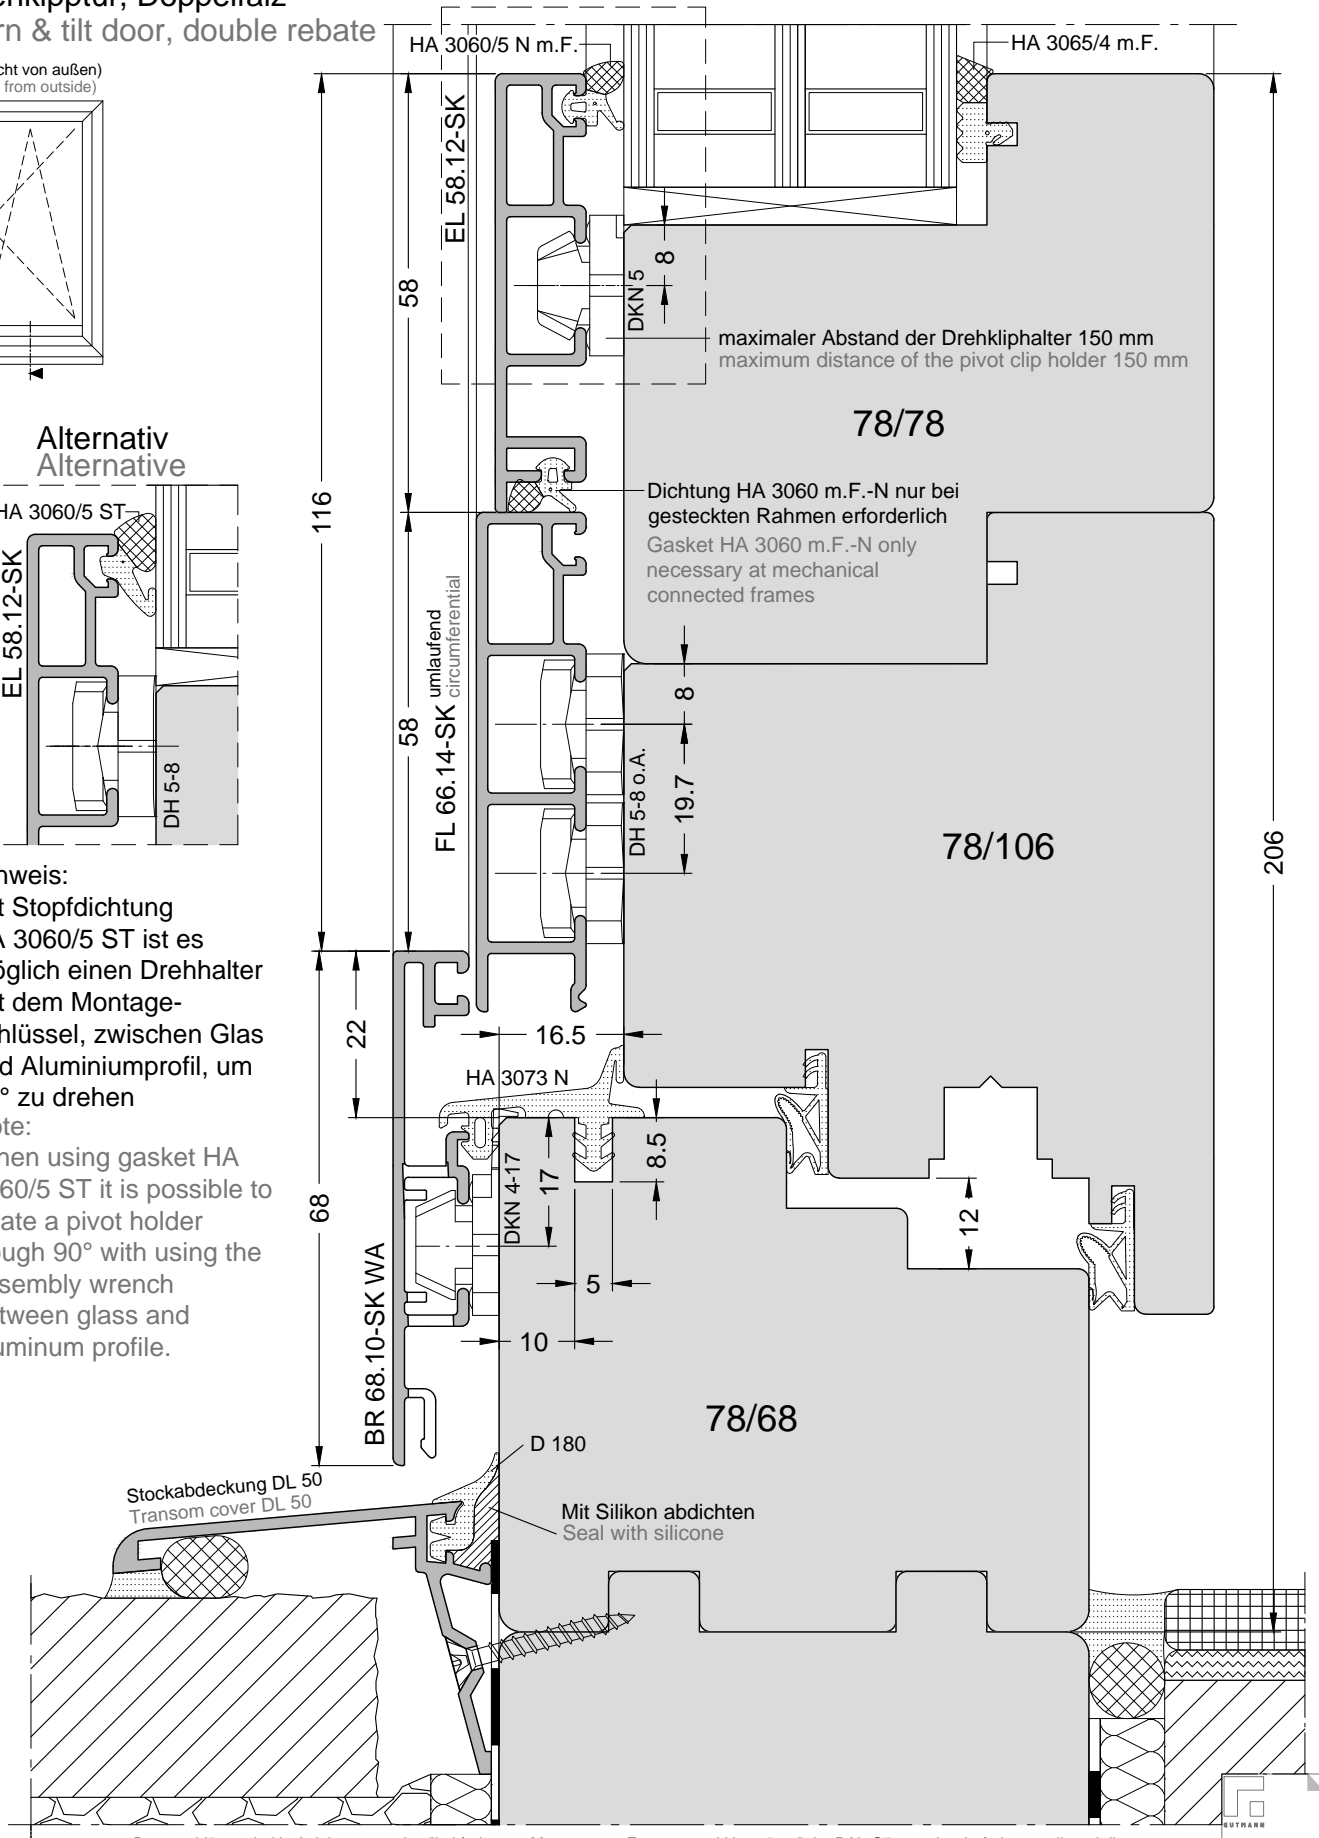 rn & tilt door, double rebate
cht von außen)
from outside)
HA 3060/5 N m.F.
HA 3065/4 m.F.
EL 58.12-SK
58
8
DKN 5
maximaler Abstand der Drehkliphalter 150 mm
maximum distance of the pivot clip holder 150 mm
78/78
Alternativ
Alternative
HA 3060/5 ST
EL 58.12-SK
DH 5-8
116
Dichtung HA 3060 m.F.-N nur bei
gesteckten Rahmen erforderlich
Gasket HA 3060 m.F.-N only
necessary at mechanical
connected frames
FL 66.14-SK
umlaufend
circumferential
58
8
19.7
DH 5-8 o.A.
78/106
206
nweis:
t Stopfdichtung
A 3060/5 ST ist es
öglich einen Drehhalter
t dem Montage-
hlüssel, zwischen Glas
d Aluminiumprofil, um
° zu drehen
ote:
hen using gasket HA
60/5 ST it is possible to
ate a pivot holder
ough 90° with using the
sembly wrench
tween glass and
uminum profile.
22
16.5
HA 3073 N
68
DKN 4-17
17
8.5
12
5
10
BR 68.10-SK WA
78/68
D 180
Stockabdeckung DL 50
Transom cover DL 50
Mit Silikon abdichten
Seal with silicone
GUTMANN